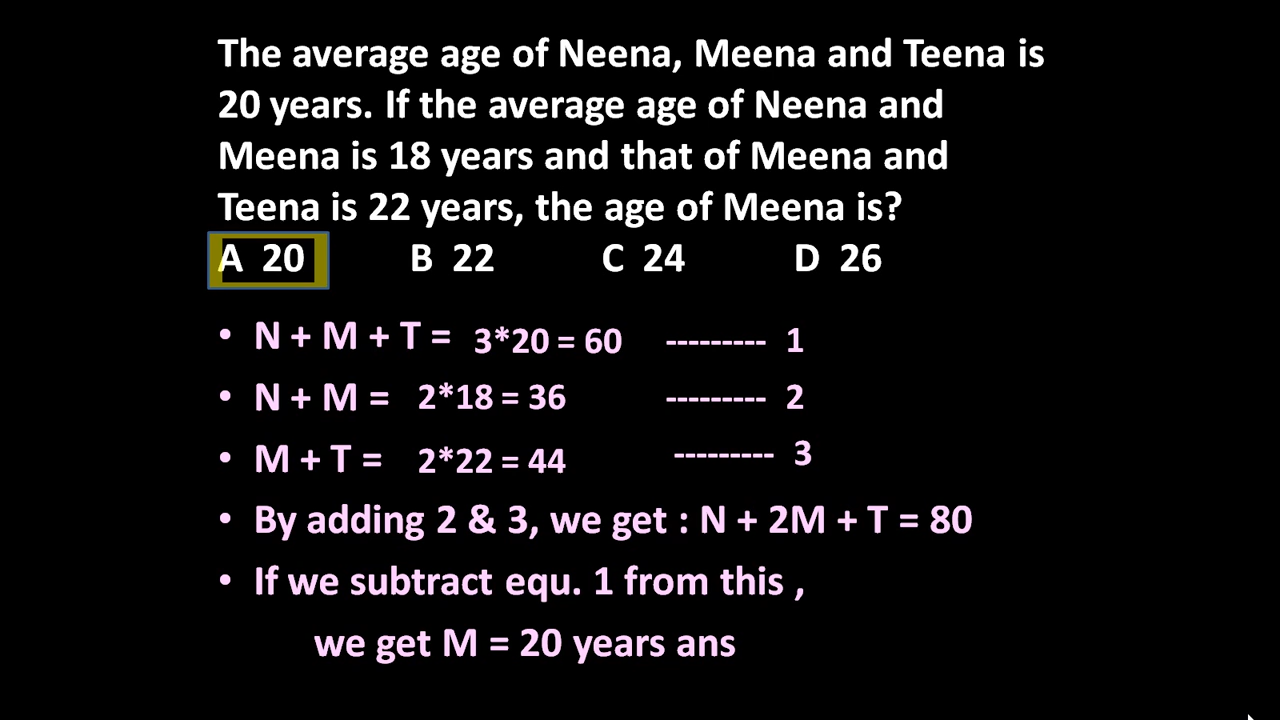 The average age of Neena, Meena and Teena is
20 years. If the average age of Neena and
Meena is 18 years and that of Meena and
Teena is 22 years, the age of Meena is?
A 20 B 22 C 24 D 26
• N + M + T = 3*20 = 60 --------- 1
• N + M = 2*18 = 36 --------- 2
• M + T = 2*22 = 44 --------- 3
• By adding 2 & 3, we get : N + 2M + T = 80
• If we subtract equ. 1 from this ,
we get M = 20 years ans